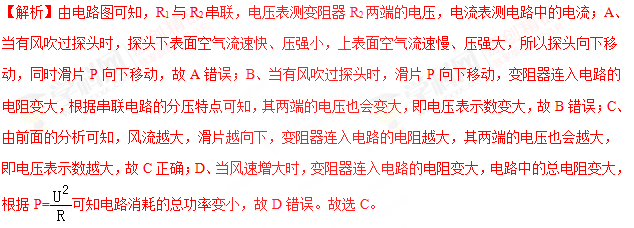 【解析】由电路图可知，R1与R2串联，电压表测变阻器R2两端的电压，电流表测电路中的电流；A、
当有风吹过探头时，探头下表面空气流速快、压强小，上表面空气流速慢、压强大，所以探头向下移
动，同时滑片 P 向下移动，故 A 错误；B、当有风吹过探头时，滑片 P 向下移动，变阻器连入电路的
电阻变大，根据串联电路的分压特点可知，其两端的电压也会变大，即电压表示数变大，故 B 错误；C、
由前面的分析可知，风流越大，滑片越向下，变阻器连入电路的电阻越大，其两端的电压也会越大，
即电压表示数越大，故 C 正确；D、当风速增大时，变阻器连入电路的电阻变大，电路中的总电阻变大，
根据 P=U²/R可知电路消耗的总功率变小，故 D 错误。故选 C。